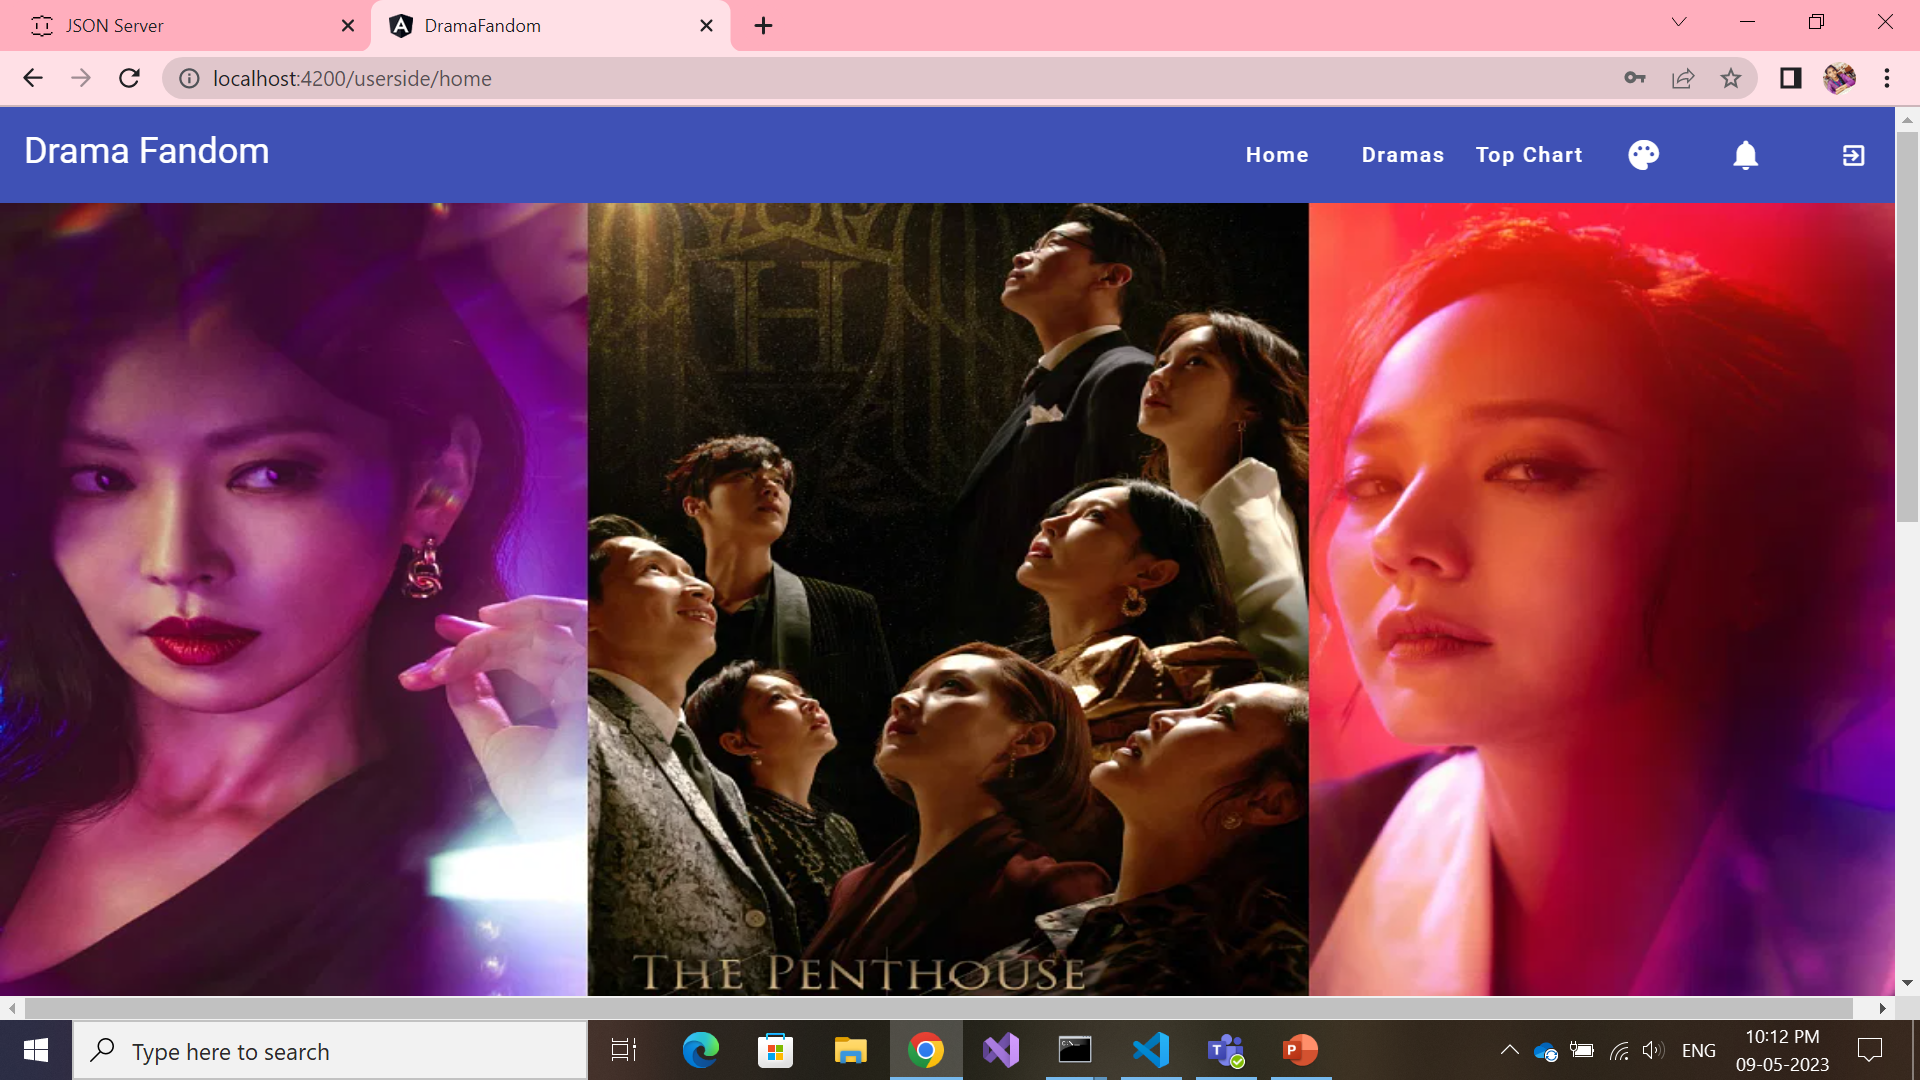 JSON Server
DramaFandom
localhost:4200/userside/home
Drama Fandom
Home
Dramas
Top Chart
H
THE PENTHOUSE
Type here to search
ENG
10:12 PM
09-05-2023